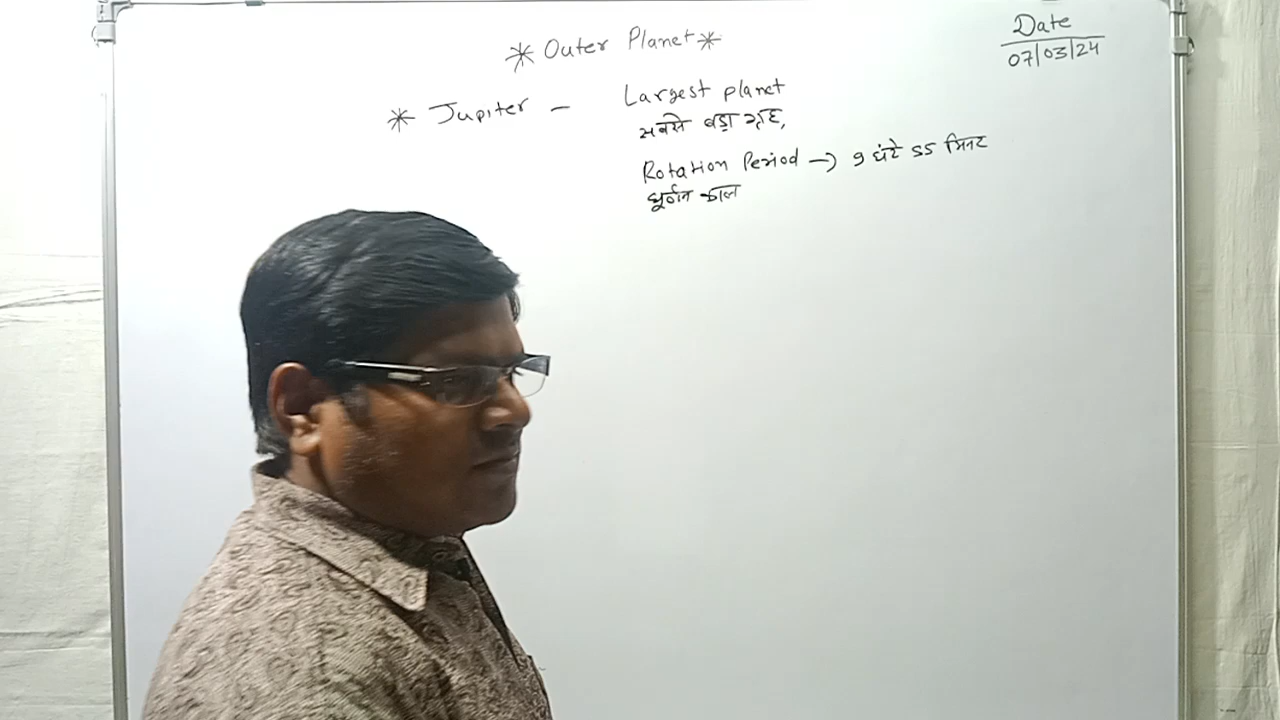 * Outer Planet *
Date
07/03/24
* Jupiter - Largest planet
सबसे बड़ा ग्रह,
Rotation Period → 9 घंटे 55 मिनट
घूर्णन काल